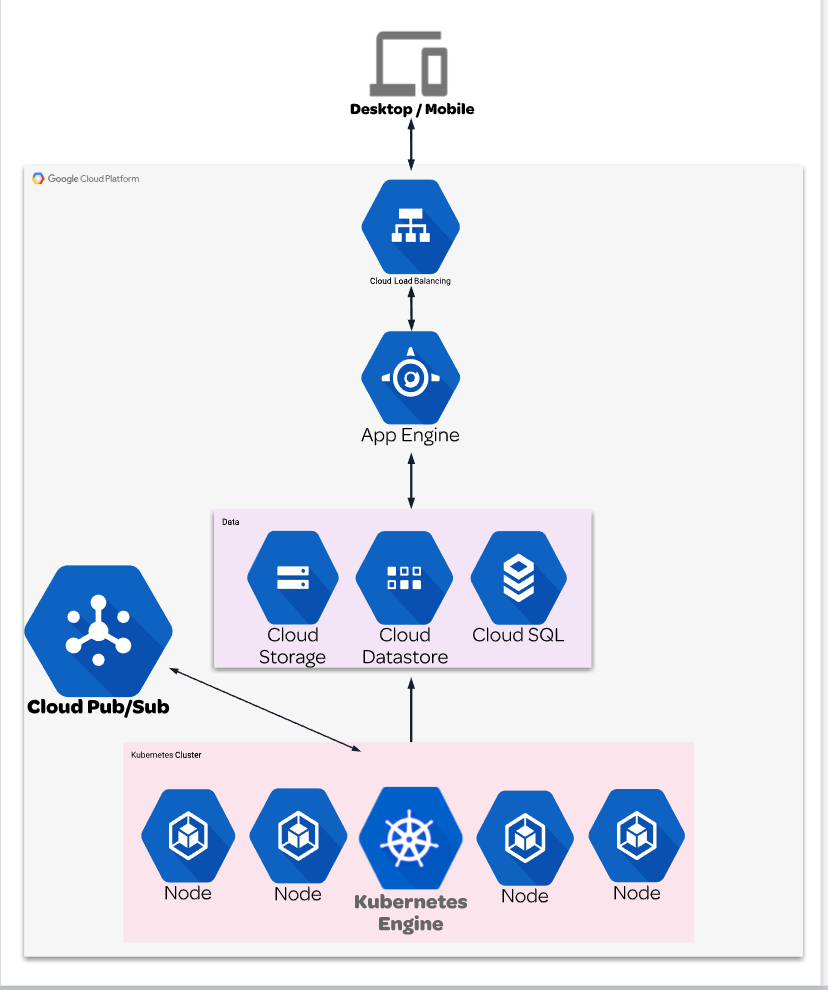 Desktop / Mobile
Google Cloud Platform
Cloud Load Balancing
App Engine
Data
Cloud
Storage
Cloud
Datastore
Cloud SQL
Cloud Pub/Sub
Kubernetes Cluster
Node
Node
Kubernetes
Engine
Node
Node